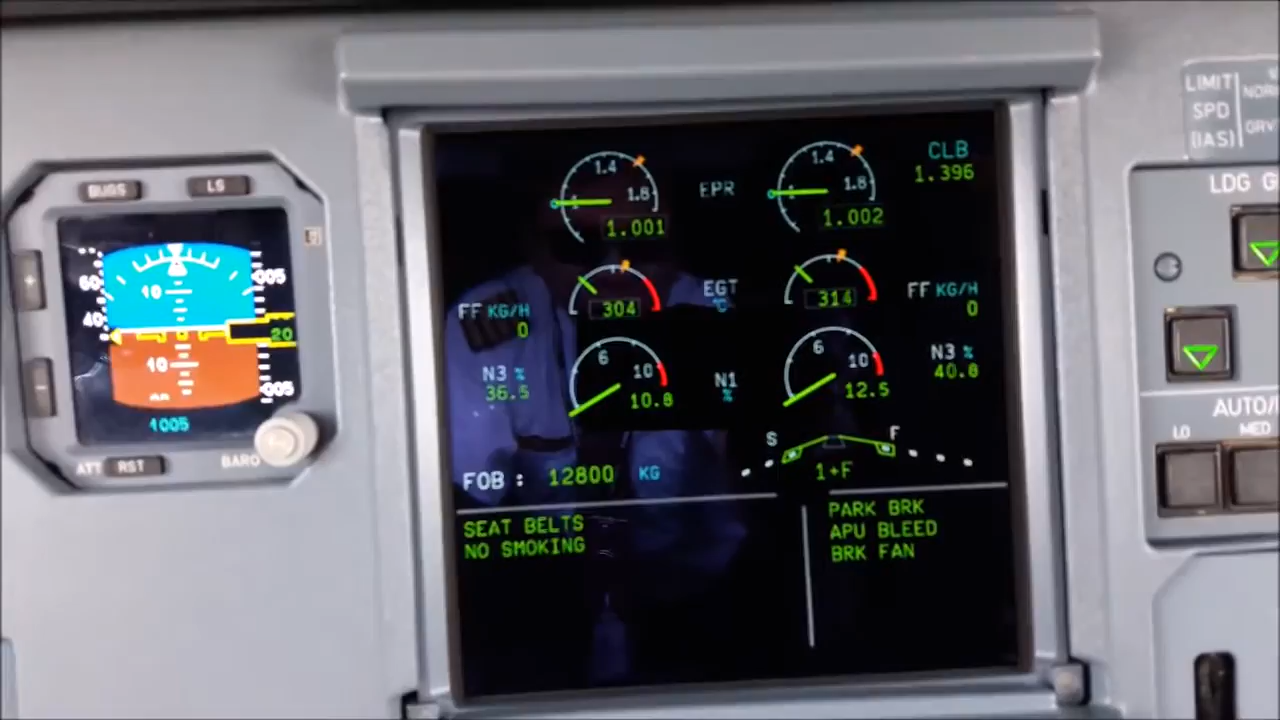 BUGS
LS
60
40
10
10
20
005
20
005
1005
ATT
RST
BARO
1.4
1
1.8
1.001
EPR
1.4
1
1.8
1.002
CLB
1.396
FF KG/H
0
304
EGT
°C
314
FF KG/H
0
N3 %
36.5
6
10
10.8
N1
%
6
10
12.5
N3 %
40.8
S
F
1+F
FOB : 12800 KG
SEAT BELTS
NO SMOKING
PARK BRK
APU BLEED
BRK FAN
LIMIT
SPD
(IAS)
LDG G
AUTO/
LO
MED